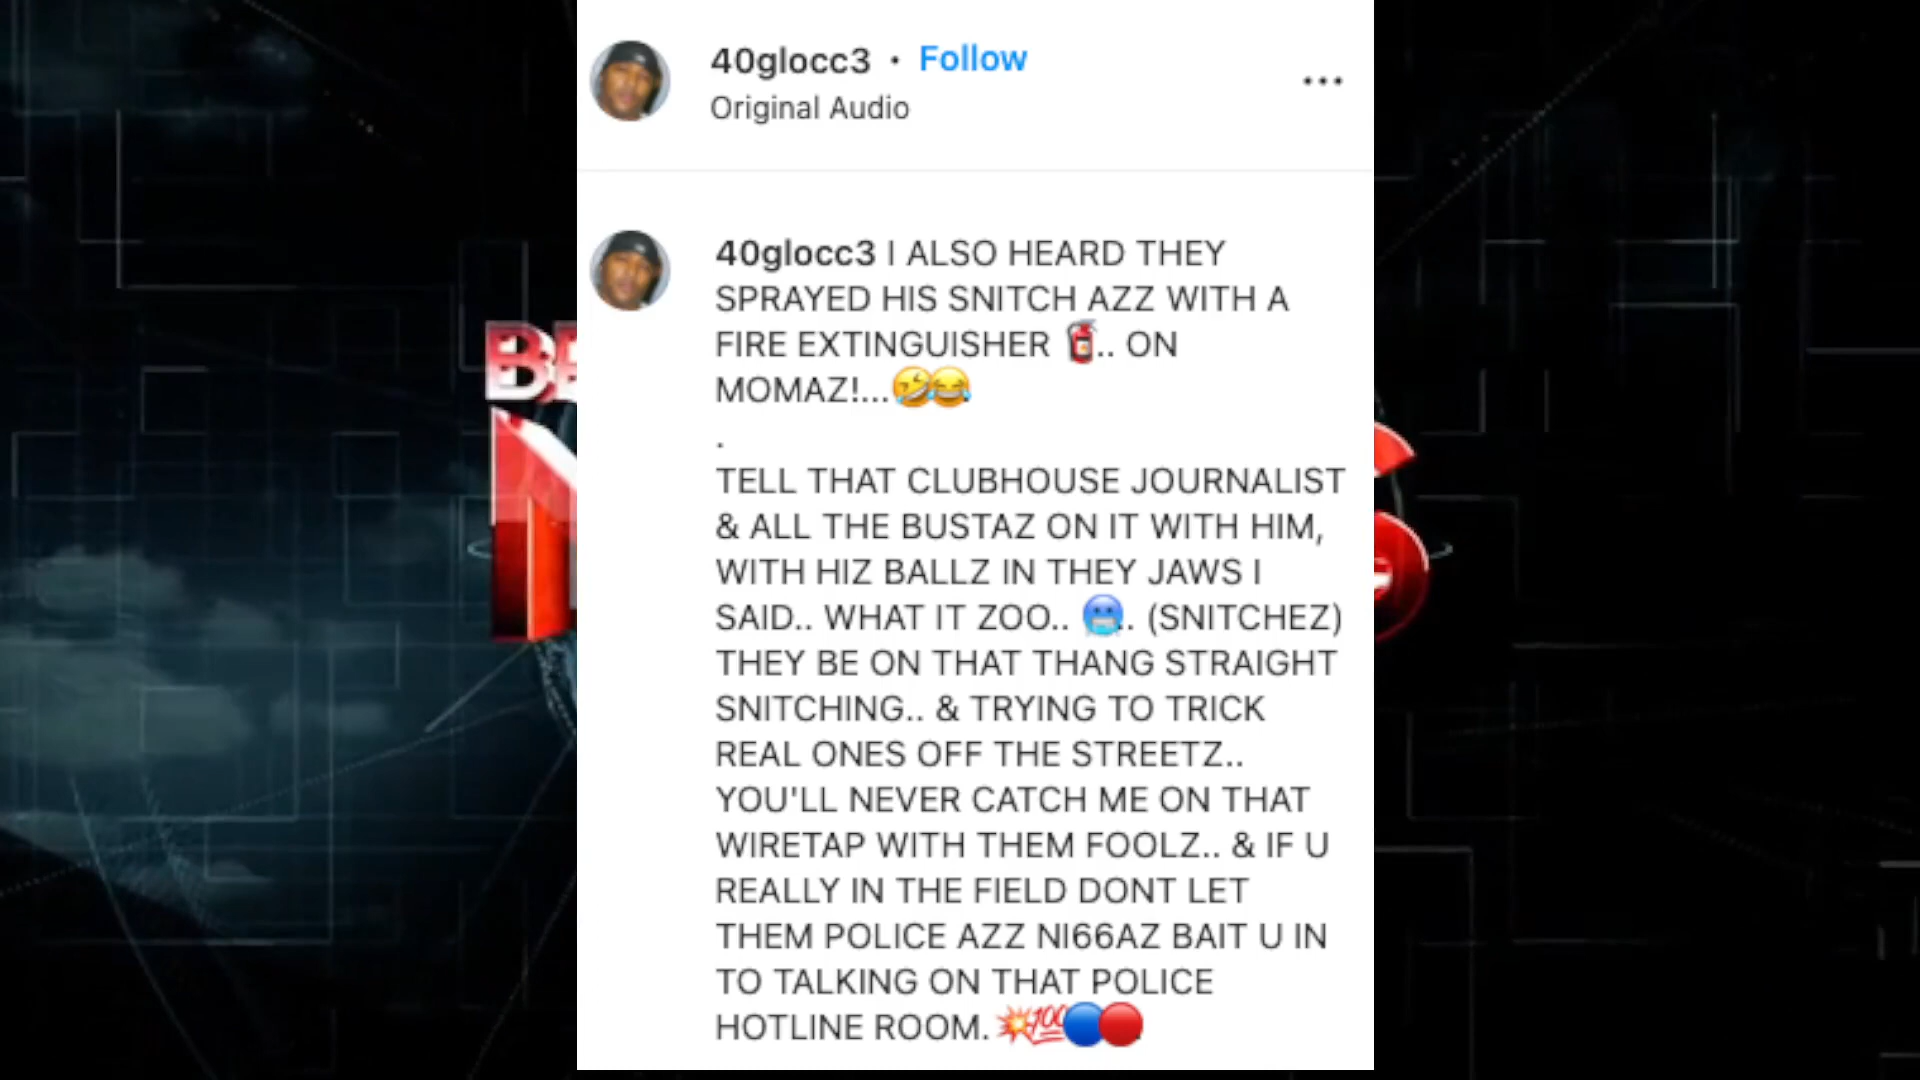 40glocc3 • Follow
Original Audio
...
40glocc3 I ALSO HEARD THEY
SPRAYED HIS SNITCH AZZ WITH A
FIRE EXTINGUISHER 🧯.. ON
MOMAZ!...🤣😂
.
TELL THAT CLUBHOUSE JOURNALIST
& ALL THE BUSTAZ ON IT WITH HIM,
WITH HIZ BALLZ IN THEY JAWS I
SAID.. WHAT IT ZOO.. 🥶.. (SNITCHEZ)
THEY BE ON THAT THANG STRAIGHT
SNITCHING.. & TRYING TO TRICK
REAL ONES OFF THE STREETZ..
YOU'LL NEVER CATCH ME ON THAT
WIRETAP WITH THEM FOOLZ.. & IF U
REALLY IN THE FIELD DONT LET
THEM POLICE AZZ NI66AZ BAIT U IN
TO TALKING ON THAT POLICE
HOTLINE ROOM. 💥💯🔵🔴